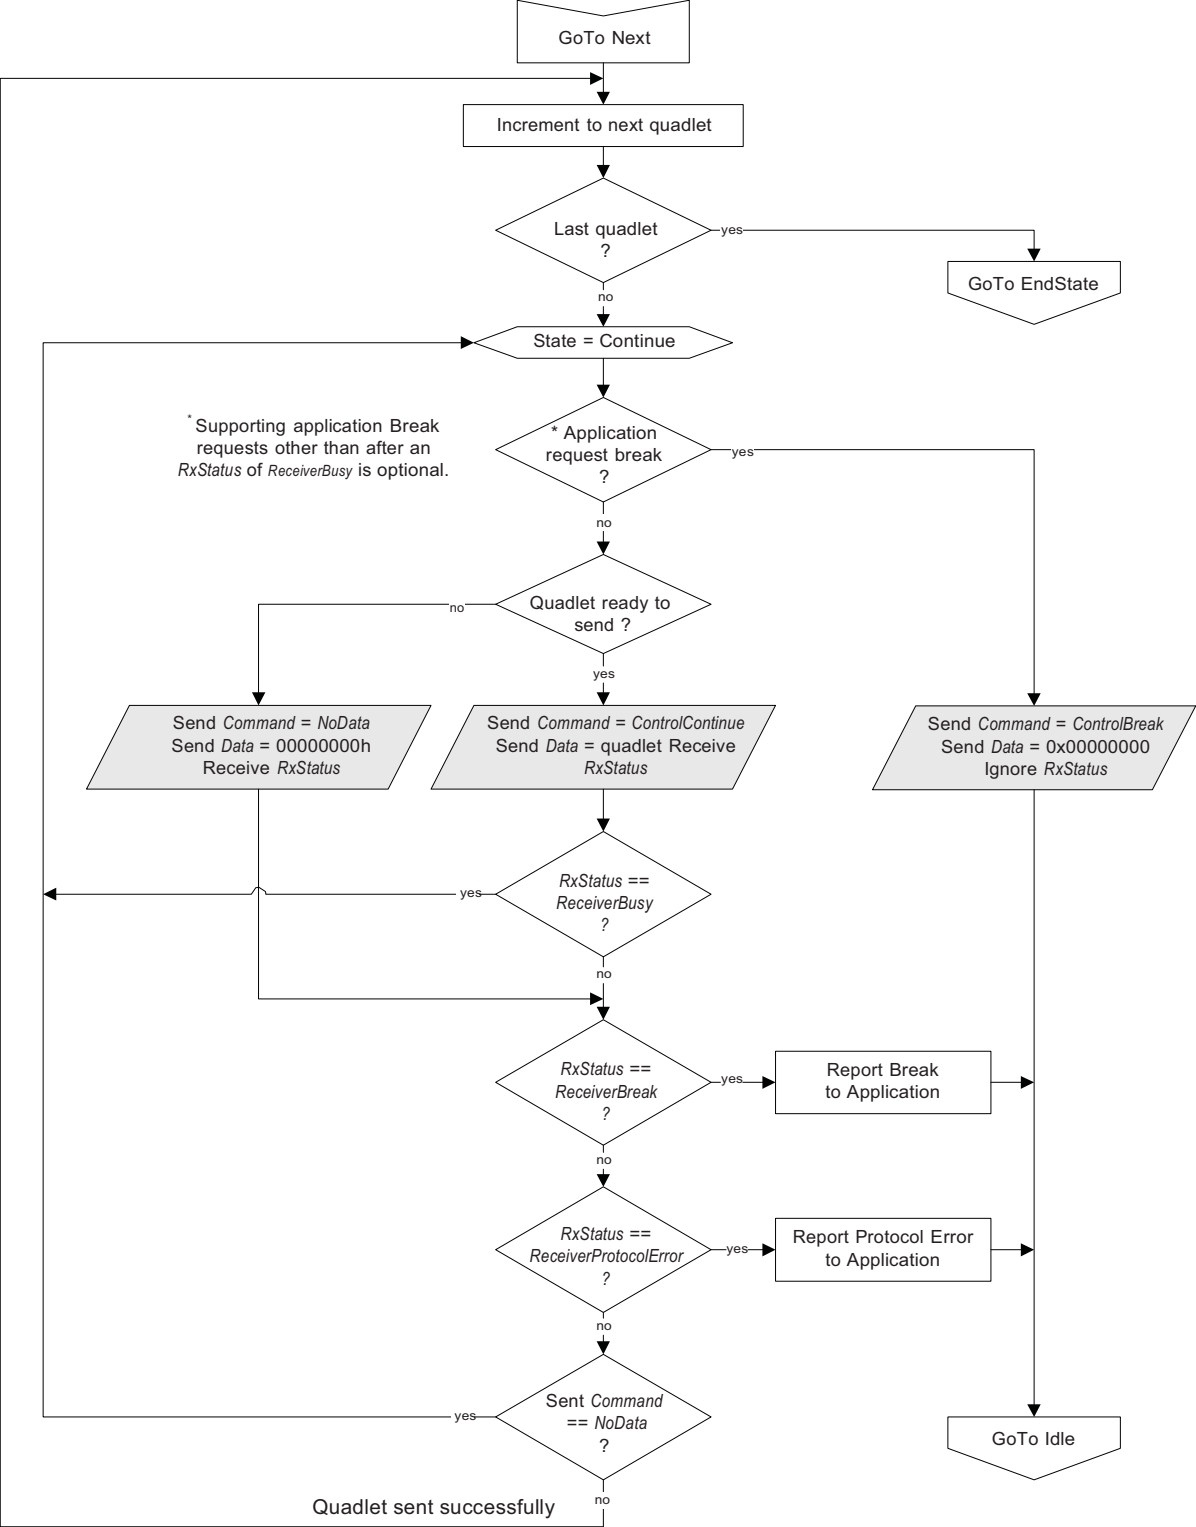 GoTo Next
Increment to next quadlet
Last quadlet
?
yes
GoTo EndState
no
State = Continue
* Supporting application Break
requests other than after an
RxStatus of ReceiverBusy is optional.
* Application
request break
?
yes
no
Quadlet ready to
send ?
no
yes
Send Command = NoData
Send Data = 00000000h
Receive RxStatus
Send Command = ControlContinue
Send Data = quadlet Receive
RxStatus
Send Command = ControlBreak
Send Data = 0x00000000
Ignore RxStatus
RxStatus ==
ReceiverBusy
?
yes
no
RxStatus ==
ReceiverBreak
?
yes
Report Break
to Application
no
RxStatus ==
ReceiverProtocolError
?
yes
Report Protocol Error
to Application
no
Sent Command
== NoData
?
yes
GoTo Idle
no
Quadlet sent successfully